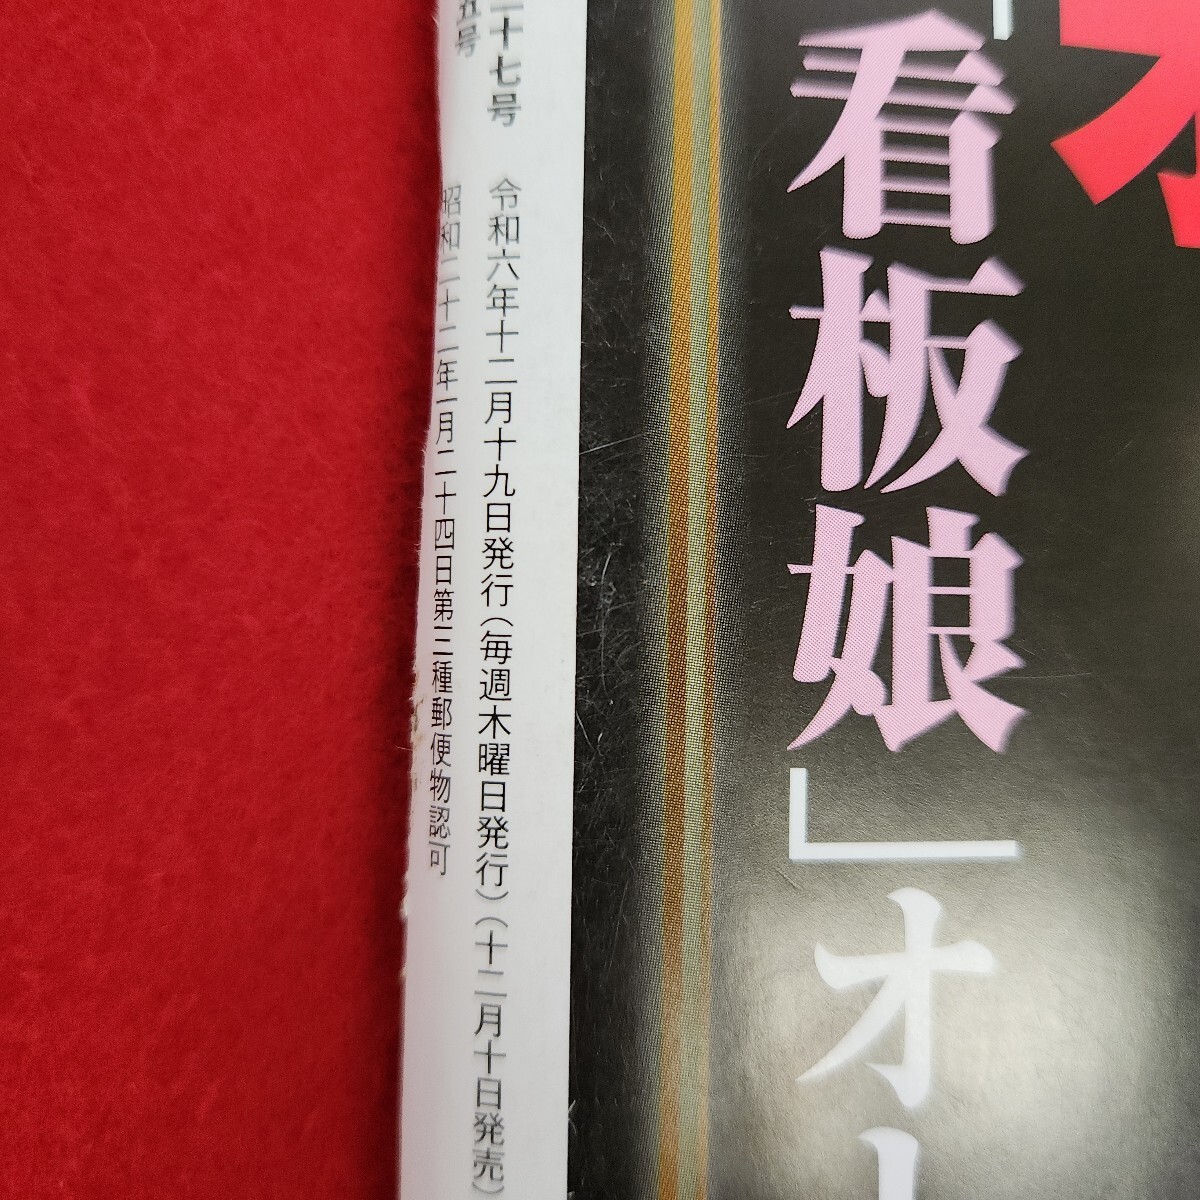 「看板娘」オー
二十七号　令和六年十二月十九日発行(毎週木曜日発行)(十二月十日発売)
五号　昭和二十二年一月二十四日第三種郵便物認可